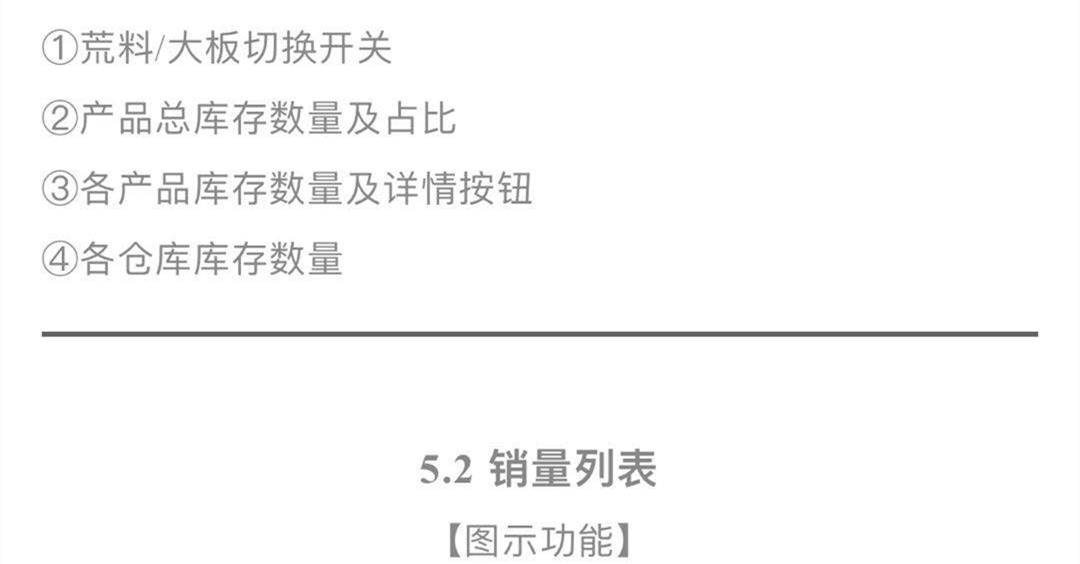 ①荒料/大板切换开关
②产品总库存数量及占比
③各产品库存数量及详情按钮
④各仓库库存数量
5.2 销量列表
【图示功能】